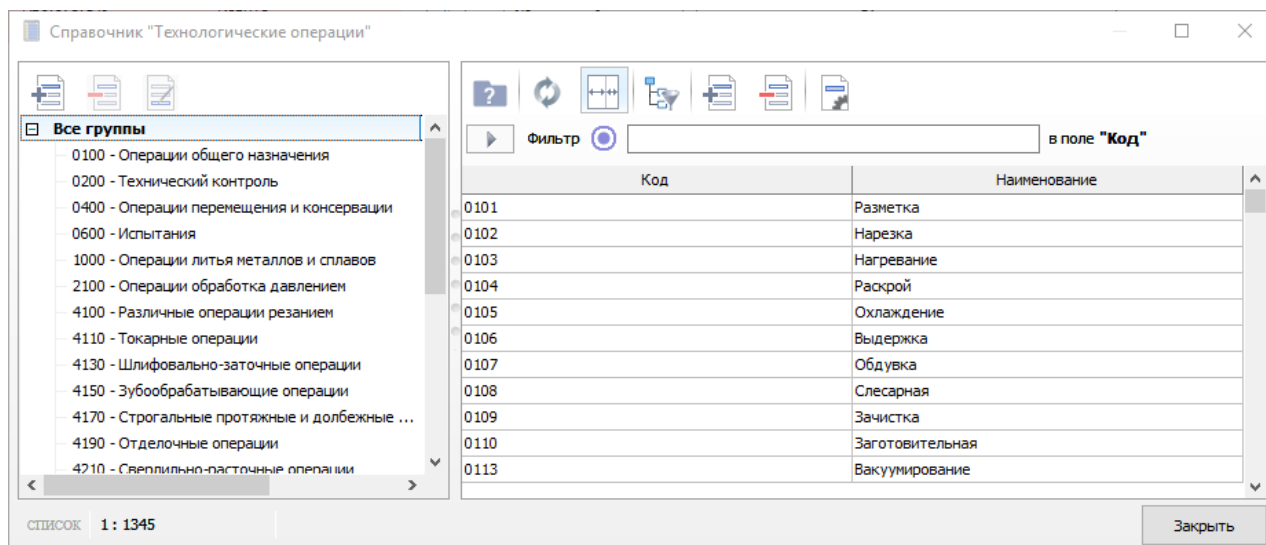 Справочник "Технологические операции"
Фильтр
в поле "Код"
Все группы
0100 - Операции общего назначения
0200 - Технический контроль
0400 - Операции перемещения и консервации
0600 - Испытания
1000 - Операции литья металлов и сплавов
2100 - Операции обработка давлением
4100 - Различные операции резанием
4110 - Токарные операции
4130 - Шлифовально-заточные операции
4150 - Зубообрабатывающие операции
4170 - Строгальные протяжные и долбежные ...
4190 - Отделочные операции
4210 - Сверлильно-расточные операции
Код Наименование
0101 Разметка
0102 Нарезка
0103 Нагревание
0104 Раскрой
0105 Охлаждение
0106 Выдержка
0107 Обдувка
0108 Слесарная
0109 Зачистка
0110 Заготовительная
0113 Вакуумирование
список 1 : 1345
Закрыть